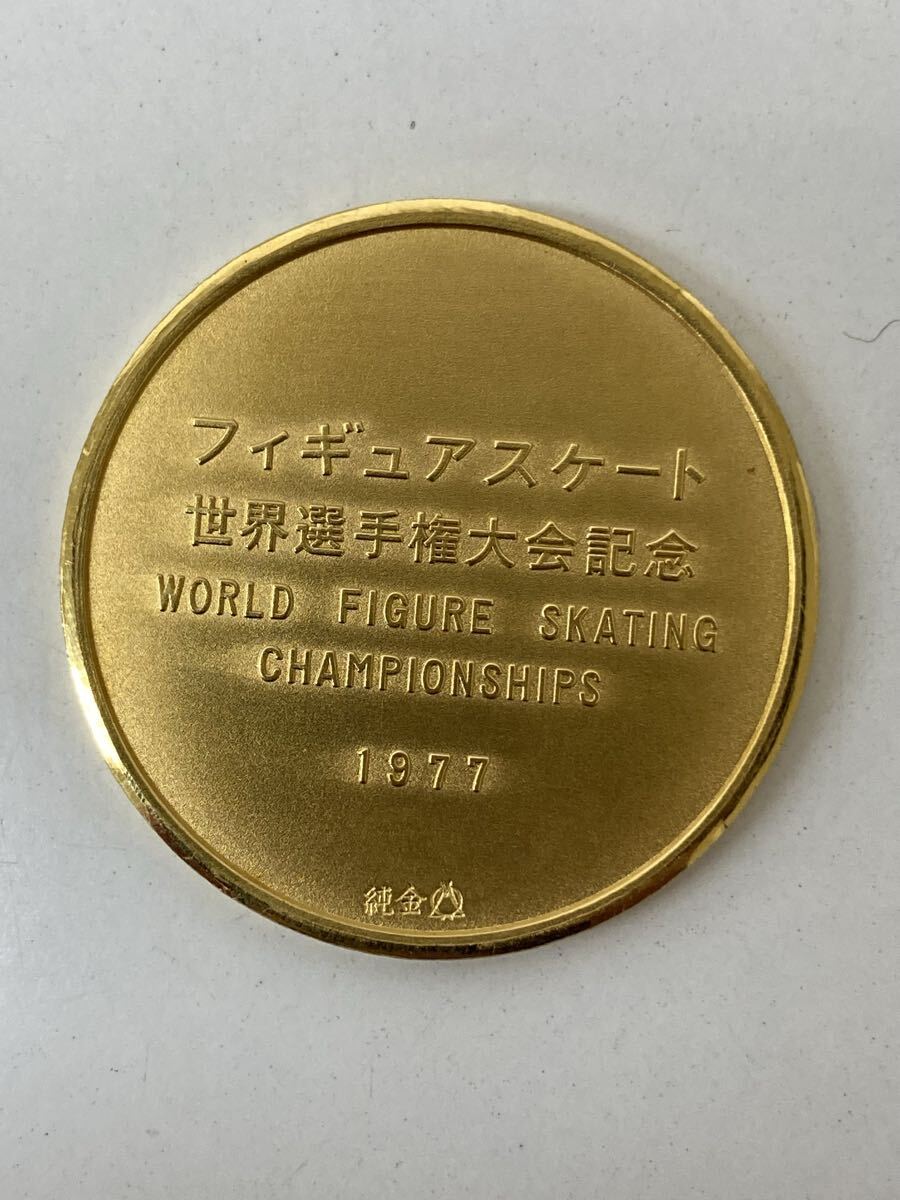 フィギュアスケート
世界選手権大会記念
WORLD FIGURE SKATING
CHAMPIONSHIPS
1977
純金